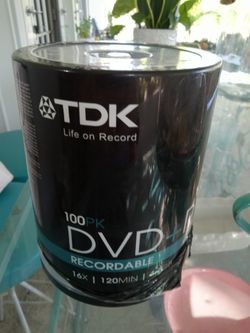 TDK
Life on Record
100PK
DVD
RECORDABLE
16X | 120MIN |